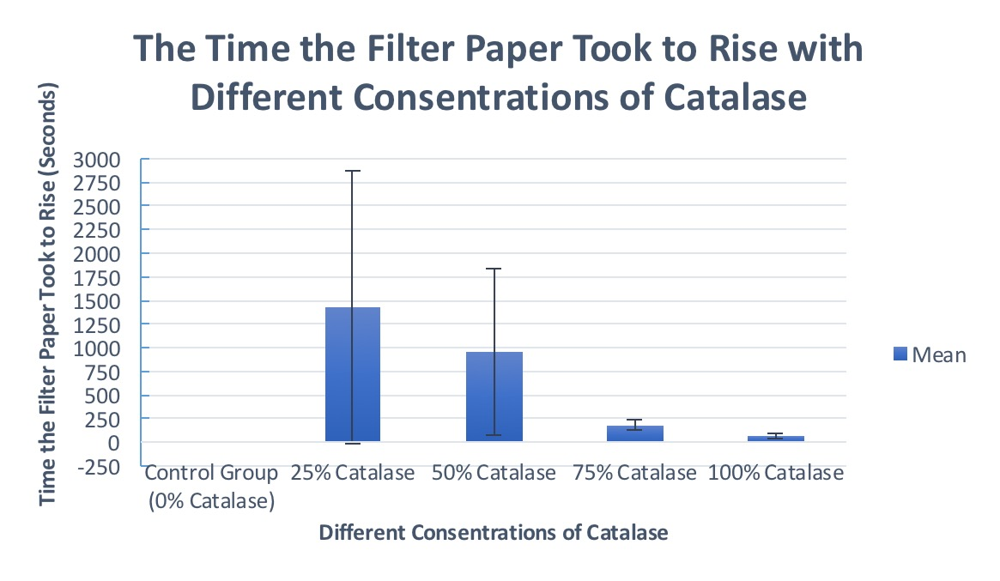 The Time the Filter Paper Took to Rise with
Different Consentrations of Catalase
Time the Filter Paper Took to Rise (Seconds)
3000
2750
2500
2250
2000
1750
1500
1250
1000
750
500
250
0
-250
Control Group
(0% Catalase)
25% Catalase
50% Catalase
75% Catalase
100% Catalase
Different Consentrations of Catalase
Mean